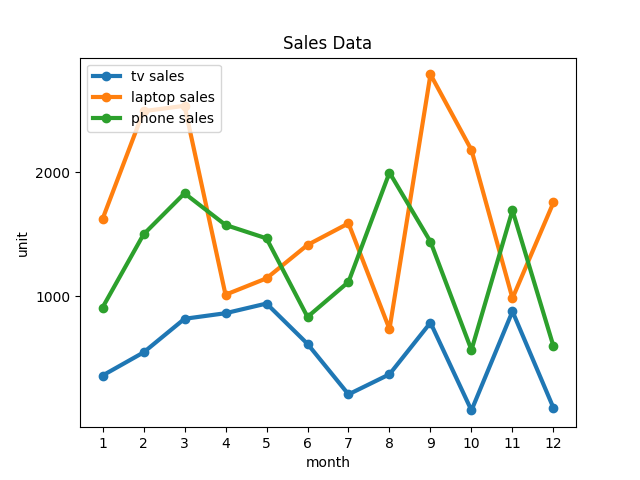 Sales Data
tv sales
laptop sales
phone sales
2000
1000
unit
1 2 3 4 5 6 7 8 9 10 11 12
month